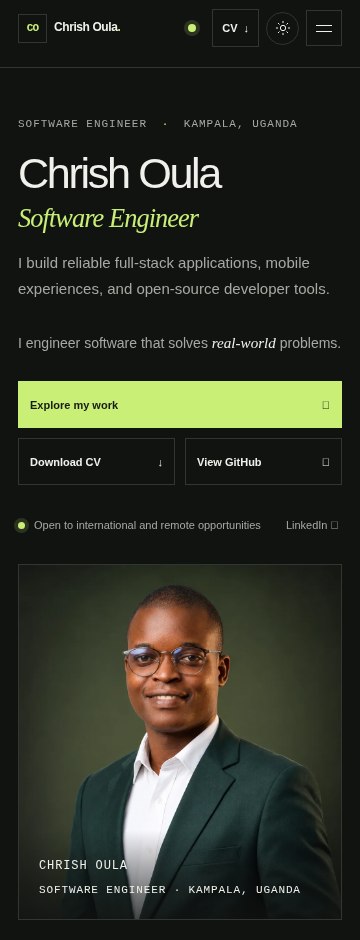 co Chrish Oula. CV ↓
SOFTWARE ENGINEER · KAMPALA, UGANDA
Chrish Oula
Software Engineer
I build reliable full-stack applications, mobile
experiences, and open-source developer tools.
I engineer software that solves real-world problems.
Explore my work
Download CV ↓ View GitHub
Open to international and remote opportunities LinkedIn
CHRISH OULA
SOFTWARE ENGINEER · KAMPALA, UGANDA